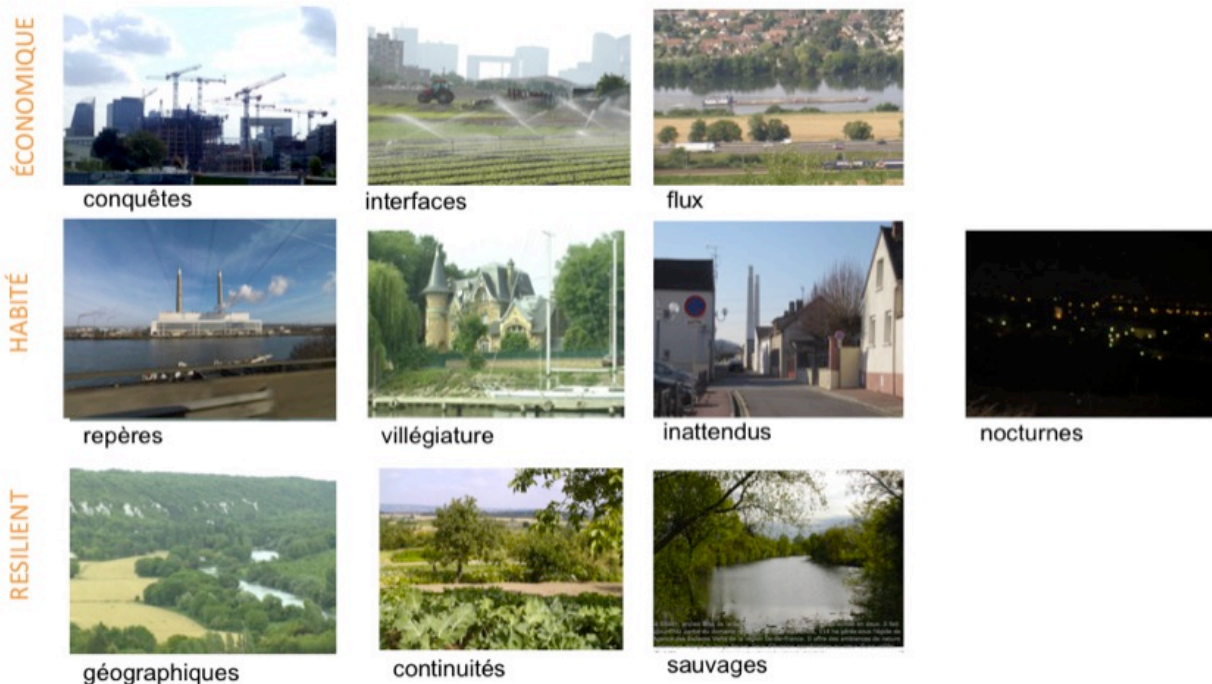 ÉCONOMIQUE
conquêtes
interfaces
flux
HABITÉ
repères
villégiature
inattendus
nocturnes
RESILIENT
géographiques
continuités
sauvages